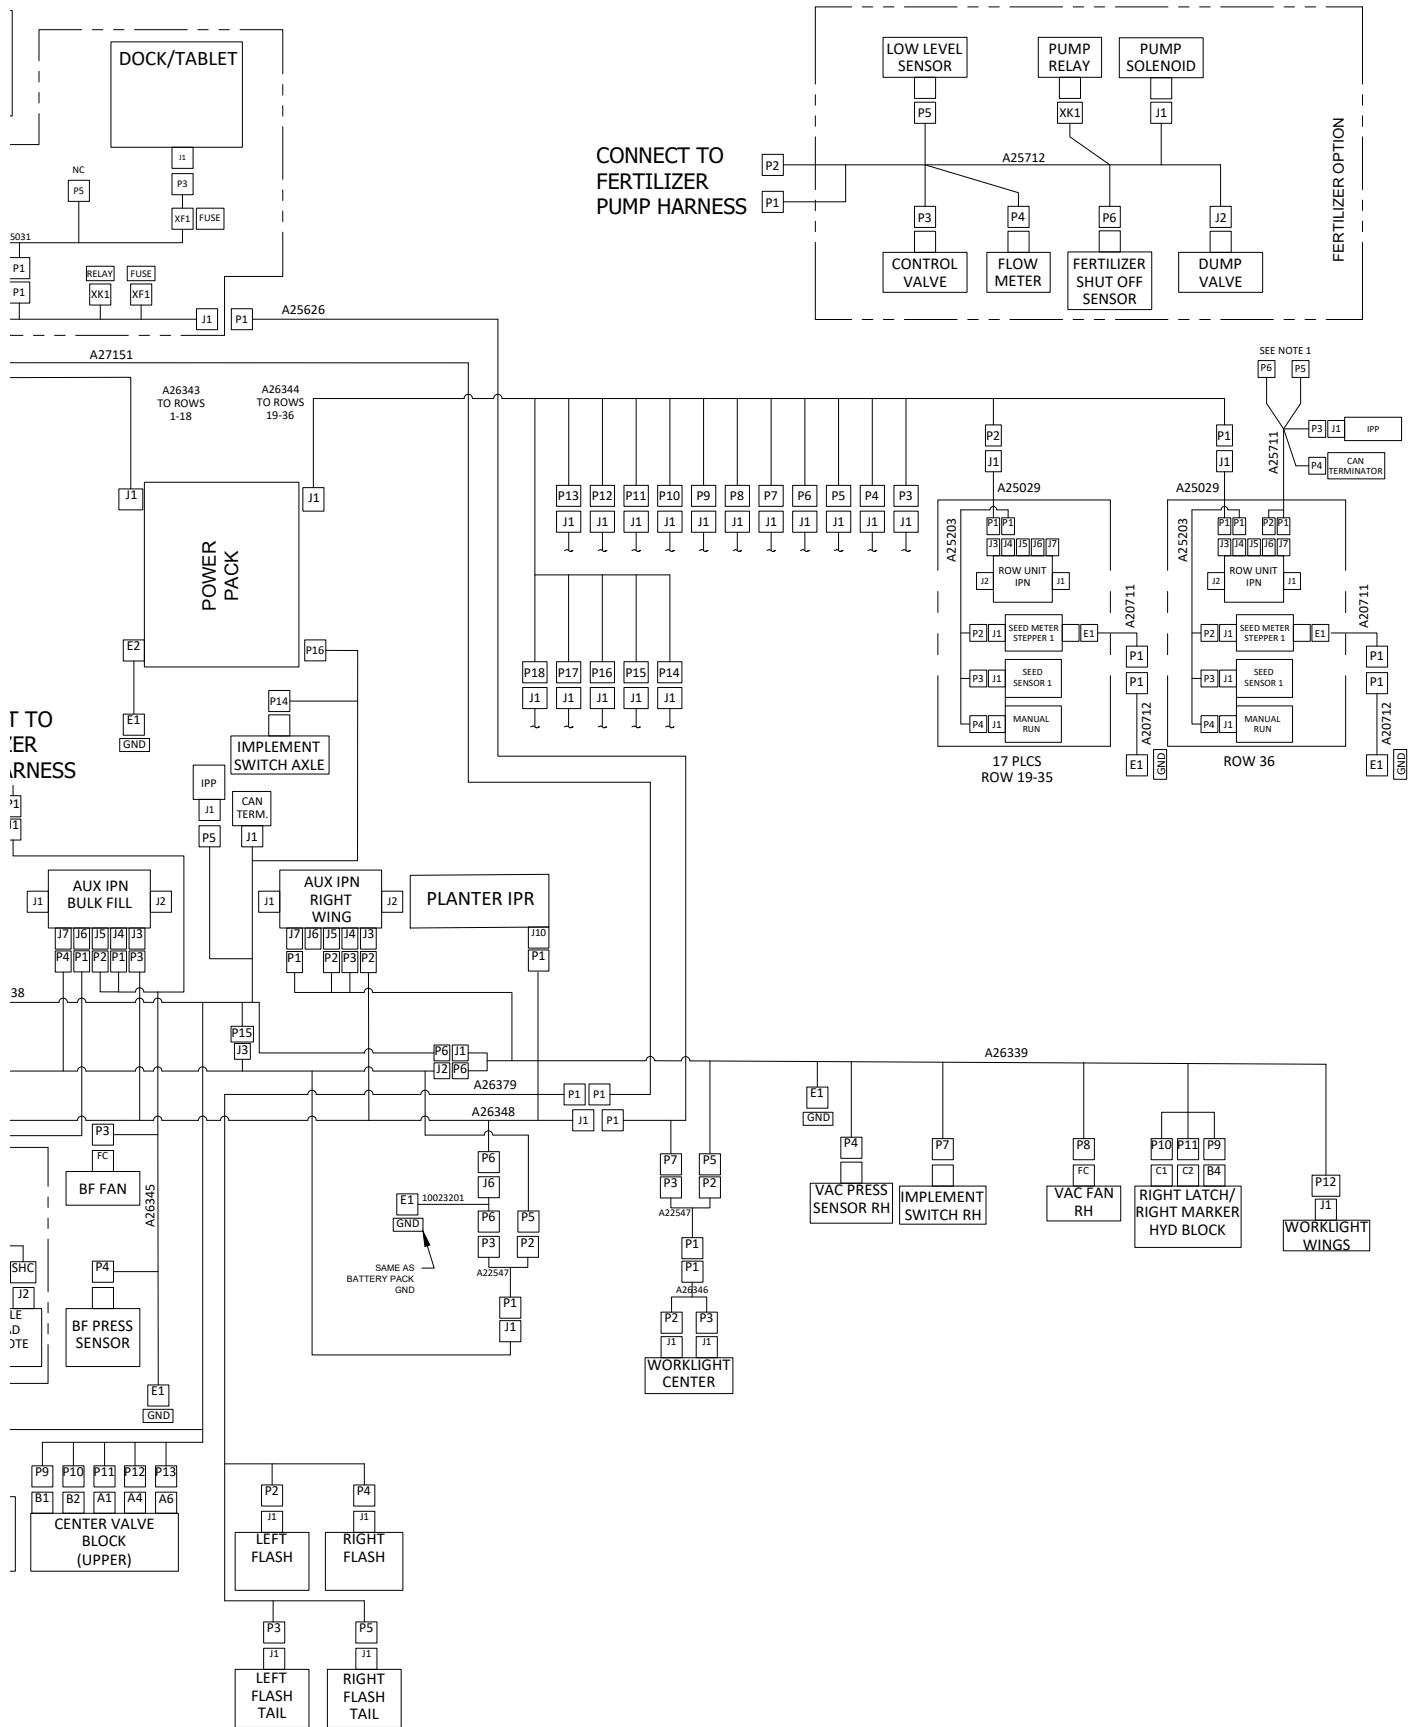 DOCK/TABLET
J1
P3
XF1 FUSE
NC
P5
5031
P1
P1
RELAY
XK1
FUSE
XF1
J1 P1
A25626
A27151
CONNECT TO
FERTILIZER
PUMP HARNESS
P2
P1
LOW LEVEL
SENSOR
P5
PUMP
RELAY
XK1
PUMP
SOLENOID
J1
A25712
P3
CONTROL
VALVE
P4
FLOW
METER
P6
FERTILIZER
SHUT OFF
SENSOR
J2
DUMP
VALVE
FERTILIZER OPTION
A26343
TO ROWS
1-18
A26344
TO ROWS
19-36
J1
J1
POWER
PACK
E2
E1
GND
P16
P14
IMPLEMENT
SWITCH AXLE
P13 P12 P11 P10 P9 P8 P7 P6 P5 P4 P3
J1 J1 J1 J1 J1 J1 J1 J1 J1 J1 J1
P18 P17 P16 P15 P14
J1 J1 J1 J1 J1
P2
J1
A25029
A25203
P1 P1
J3 J4 J5 J6 J7
ROW UNIT
IPN
J2
J1
P2 J1 SEED METER
STEPPER 1
E1
P3 J1 SEED
SENSOR 1
P4 J1 MANUAL
RUN
A20711
P1
P1
A20712
E1 GND
17 PLCS
ROW 19-35
SEE NOTE 1
P6 P5
P3 J1 IPP
P4 CAN
TERMINATOR
A25711
P1
J1
A25029
A25203
P1 P1 P2 P1
J3 J4 J5 J6 J7
ROW UNIT
IPN
J2
J1
P2 J1 SEED METER
STEPPER 1
E1
P3 J1 SEED
SENSOR 1
P4 J1 MANUAL
RUN
A20711
P1
P1
A20712
E1 GND
ROW 36
T TO
ZER
ARNESS
P1
J1
IPP
J1
P5
CAN
TERM.
J1
J1
AUX IPN
BULK FILL
J2
J7 J6 J5 J4 J3
P4 P1 P2 P1 P3
J1
AUX IPN
RIGHT
WING
J2
J7 J6 J5 J4 J3
P1 P2 P3 P2
PLANTER IPR
J10
P1
38
P15
J3
P6 J1
J2 P6
A26339
A26379
P1 P1
A26348
J1 P1
P3
FC
BF FAN
A26345
P4
BF PRESS
SENSOR
E1
GND
SHC
J2
LE
AD
OTE
E1
GND
10023201
SAME AS
BATTERY PACK
GND
P6
J6
P6
P3
P5
P2
A22547
P1
J1
P7
P3
P5
P2
A22547
P1
P1
A26346
P2
J1
P3
J1
WORKLIGHT
CENTER
E1
GND
P4
VAC PRESS
SENSOR RH
P7
IMPLEMENT
SWITCH RH
P8
FC
VAC FAN
RH
P10 P11 P9
C1 C2 B4
RIGHT LATCH/
RIGHT MARKER
HYD BLOCK
P12
J1
WORKLIGHT
WINGS
P9 P10 P11 P12 P13
B1 B2 A1 A4 A6
CENTER VALVE
BLOCK
(UPPER)
P2
J1
LEFT
FLASH
P4
J1
RIGHT
FLASH
P3
J1
LEFT
FLASH
TAIL
P5
J1
RIGHT
FLASH
TAIL